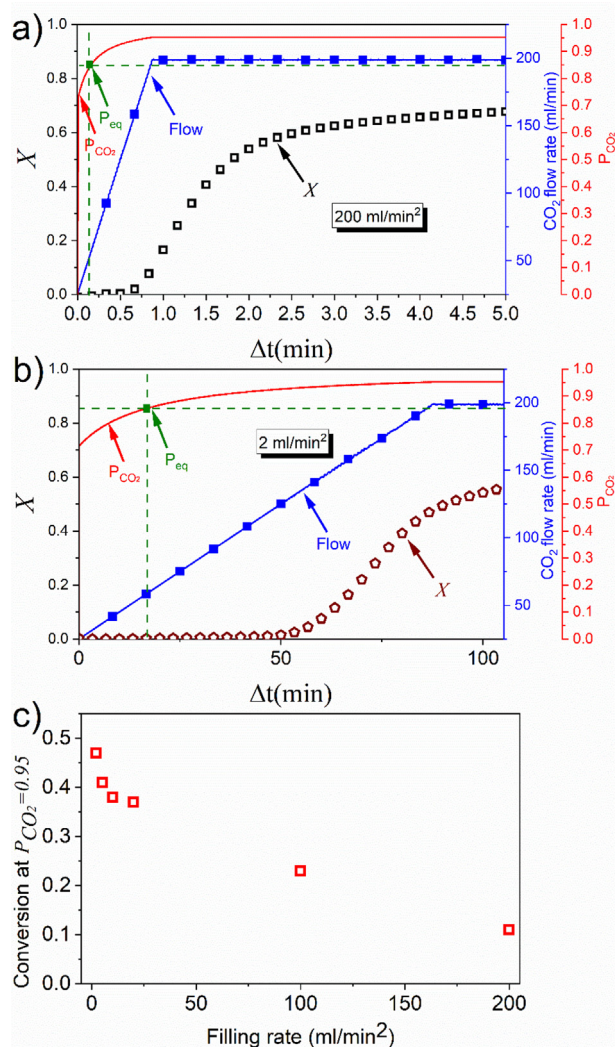 a)
1.0
0.8
0.6
0.4
0.2
0.0
X
P_eq
P_CO₂
Flow
X
200 ml/min²
200
150
100
50
CO₂ flow rate (ml/min)
1.0
0.9
0.8
0.7
0.6
0.5
0.4
0.3
0.2
0.1
0.0
P_CO₂
0.0 0.5 1.0 1.5 2.0 2.5 3.0 3.5 4.0 4.5 5.0
Δt(min)
b)
1.0
0.8
0.6
0.4
0.2
0.0
X
2 ml/min²
P_CO₂
P_eq
Flow
X
200
150
100
50
CO₂ flow rate (ml/min)
1.0
0.9
0.8
0.7
0.6
0.5
0.4
0.3
0.2
0.1
0.0
P_CO₂
0 50 100
Δt(min)
c)
0.5
0.4
0.3
0.2
0.1
0.0
Conversion at P_CO₂=0.95
0 50 100 150 200
Filling rate (ml/min²)